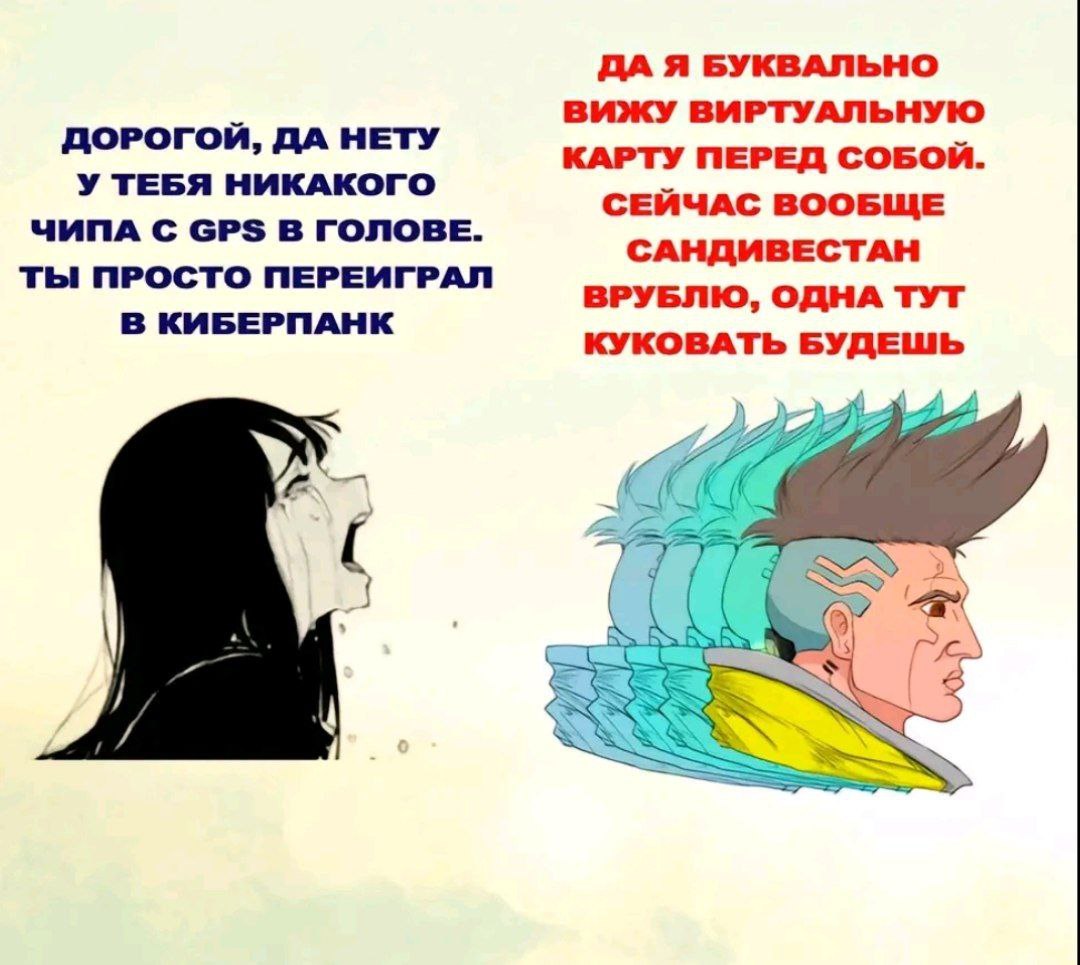 ДОРОГОЙ, ДА НЕТУ
У ТЕБЯ НИКАКОГО
ЧИПА С GPS В ГОЛОВЕ.
ТЫ ПРОСТО ПЕРЕИГРАЛ
В КИБЕРПАНК
ДА Я БУКВАЛЬНО
ВИЖУ ВИРТУАЛЬНУЮ
КАРТУ ПЕРЕД СОБОЙ.
СЕЙЧАС ВООБЩЕ
САНДИВЕСТАН
ВРУБЛЮ, ОДНА ТУТ
КУКОВАТЬ БУДЕШЬ